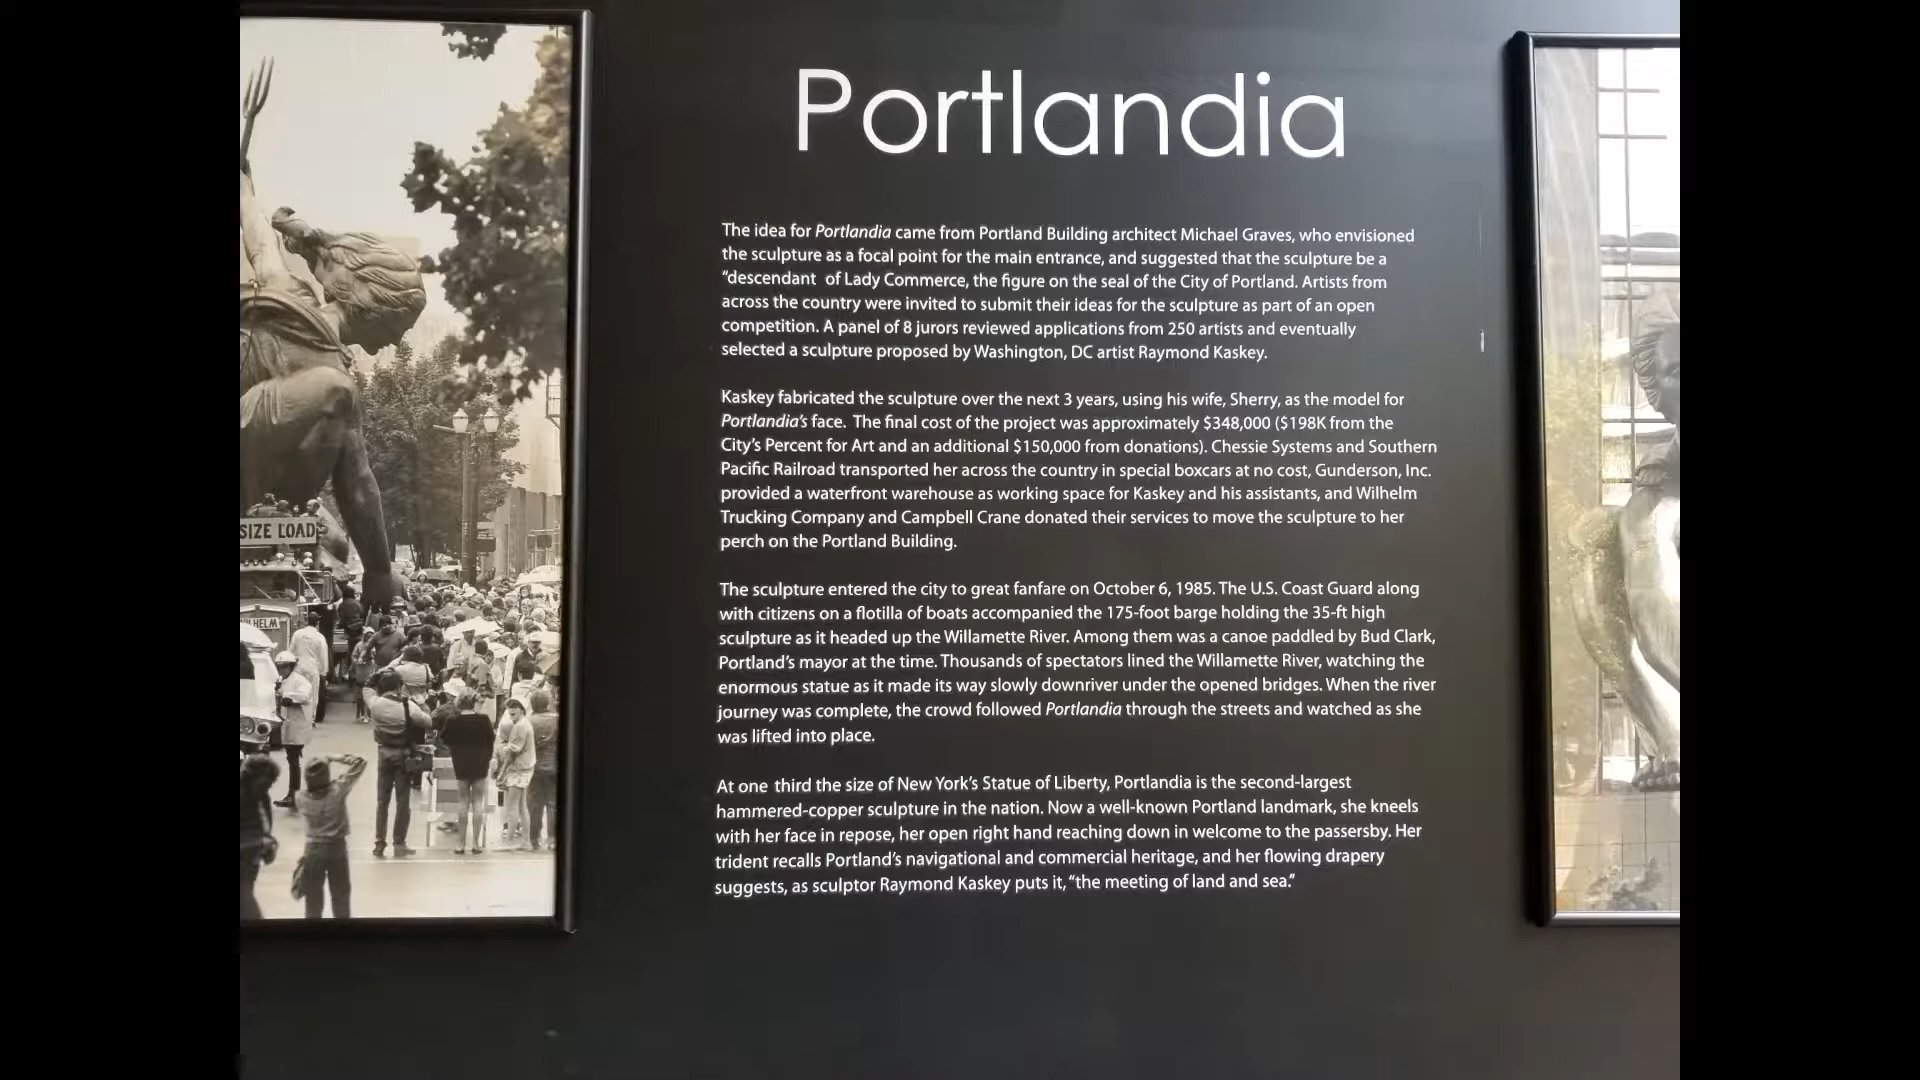 Portlandia
The idea for Portlandia came from Portland Building architect Michael Graves, who envisioned
the sculpture as a focal point for the main entrance, and suggested that the sculpture be a
“descendant  of Lady Commerce, the figure on the seal of the City of Portland. Artists from
across the country were invited to submit their ideas for the sculpture as part of an open
competition. A panel of 8 jurors reviewed applications from 250 artists and eventually
selected a sculpture proposed by Washington, DC artist Raymond Kaskey.
Kaskey fabricated the sculpture over the next 3 years, using his wife, Sherry, as the model for
Portlandia’s face. The final cost of the project was approximately $348,000 ($198K from the
City’s Percent for Art and an additional $150,000 from donations). Chessie Systems and Southern
Pacific Railroad transported her across the country in special boxcars at no cost, Gunderson, Inc.
provided a waterfront warehouse as working space for Kaskey and his assistants, and Wilhelm
Trucking Company and Campbell Crane donated their services to move the sculpture to her
perch on the Portland Building.
The sculpture entered the city to great fanfare on October 6, 1985. The U.S. Coast Guard along
with citizens on a flotilla of boats accompanied the 175-foot barge holding the 35-ft high
sculpture as it headed up the Willamette River. Among them was a canoe paddled by Bud Clark,
Portland’s mayor at the time. Thousands of spectators lined the Willamette River, watching the
enormous statue as it made its way slowly downriver under the opened bridges. When the river
journey was complete, the crowd followed Portlandia through the streets and watched as she
was lifted into place.
At one third the size of New York’s Statue of Liberty, Portlandia is the second-largest
hammered-copper sculpture in the nation. Now a well-known Portland landmark, she kneels
with her face in repose, her open right hand reaching down in welcome to the passersby. Her
trident recalls Portland’s navigational and commercial heritage, and her flowing drapery
suggests, as sculptor Raymond Kaskey puts it, “the meeting of land and sea.”
SIZE LOAD
HELM